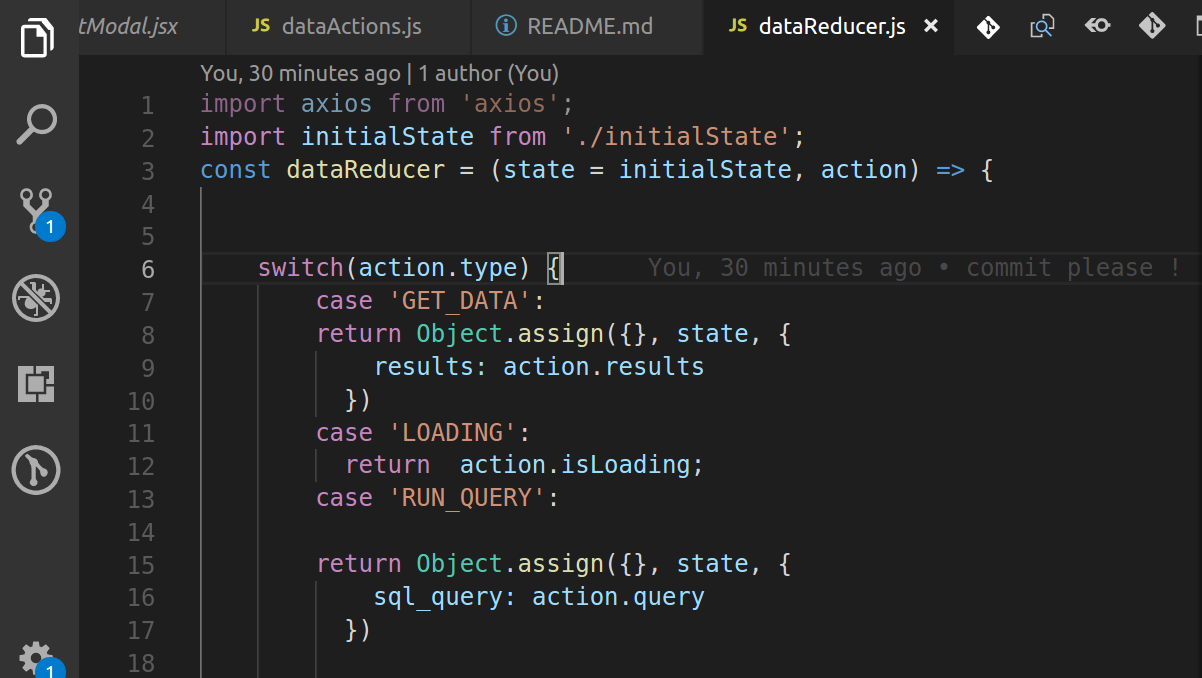 tModal.jsx JS dataActions.js README.md JS dataReducer.js
You, 30 minutes ago | 1 author (You)
1 import axios from 'axios';
2 import initialState from './initialState';
3 const dataReducer = (state = initialState, action) => {
4
5
6 switch(action.type) { You, 30 minutes ago • commit please !
7 case 'GET_DATA':
8 return Object.assign({}, state, {
9 results: action.results
10 })
11 case 'LOADING':
12 return  action.isLoading;
13 case 'RUN_QUERY':
14
15 return Object.assign({}, state, {
16 sql_query: action.query
17 })
18
1
1